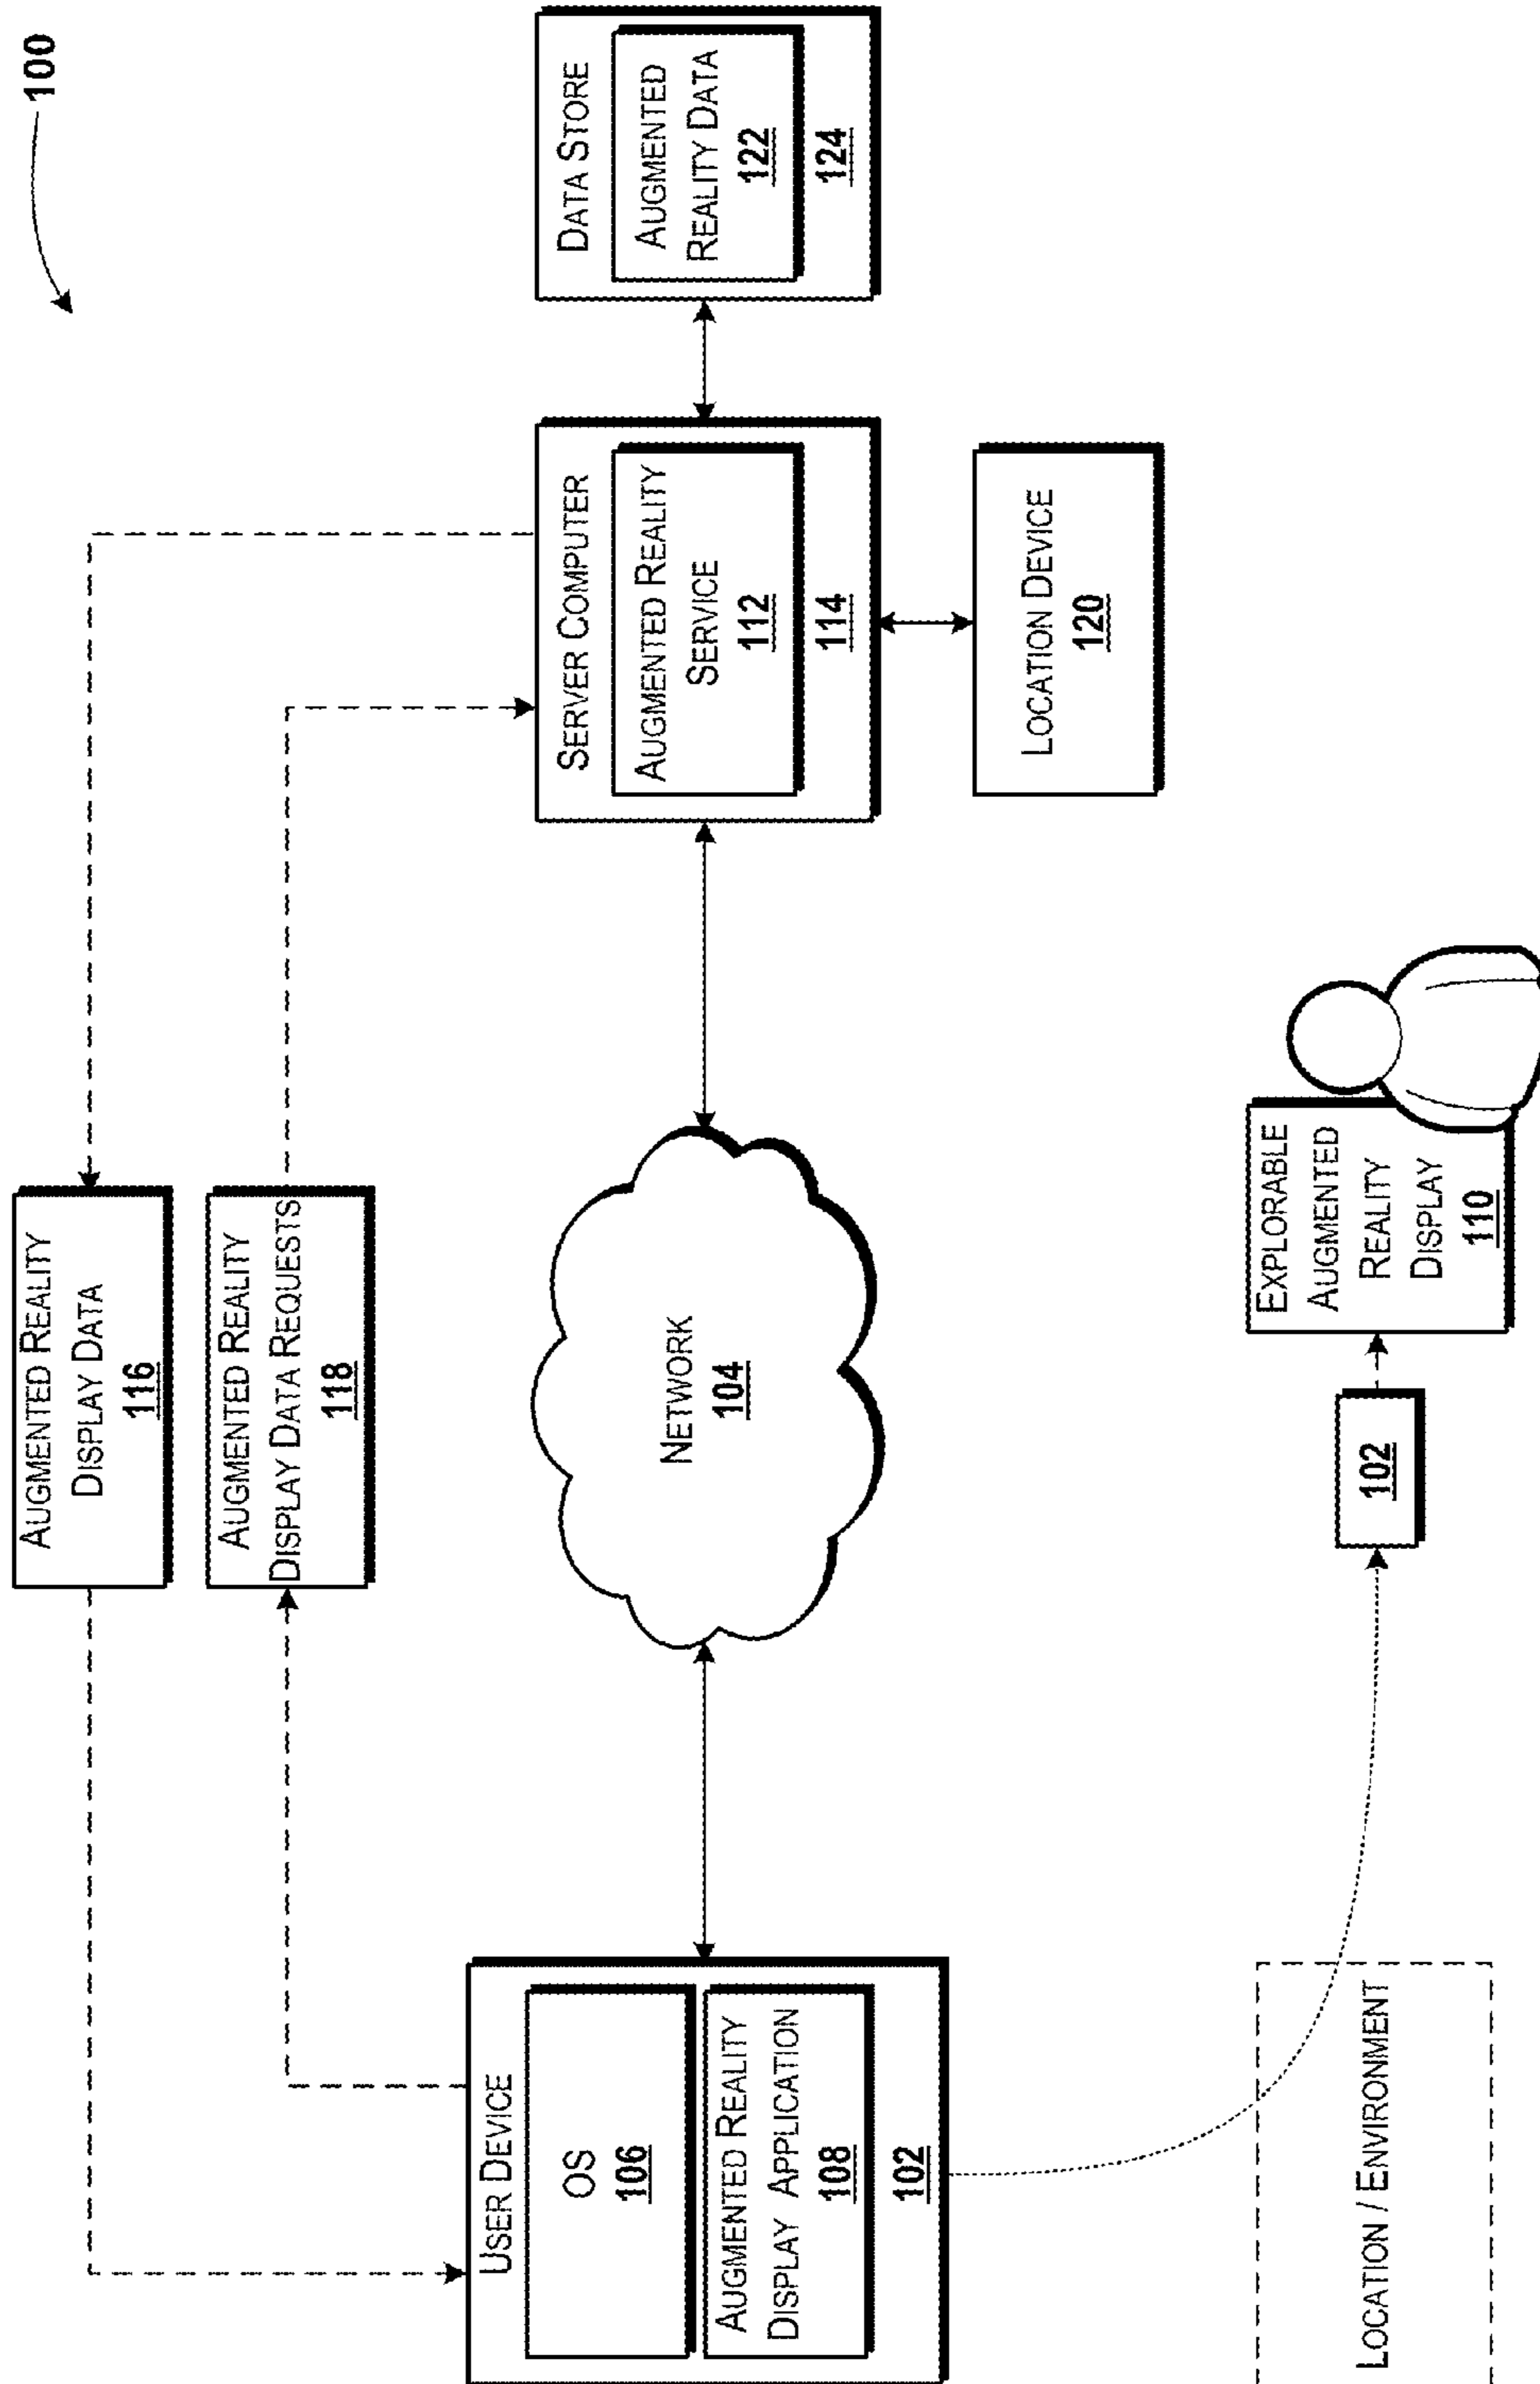 100
AUGMENTED REALITY
DISPLAY DATA
116
AUGMENTED REALITY
DISPLAY DATA REQUESTS
118
USER DEVICE
OS
106
AUGMENTED REALITY
DISPLAY APPLICATION
108
102
NETWORK
104
SERVER COMPUTER
AUGMENTED REALITY
SERVICE
112
114
DATA STORE
AUGMENTED
REALITY DATA
122
124
LOCATION DEVICE
120
LOCATION / ENVIRONMENT
102
EXPLORABLE
AUGMENTED
REALITY
DISPLAY
110